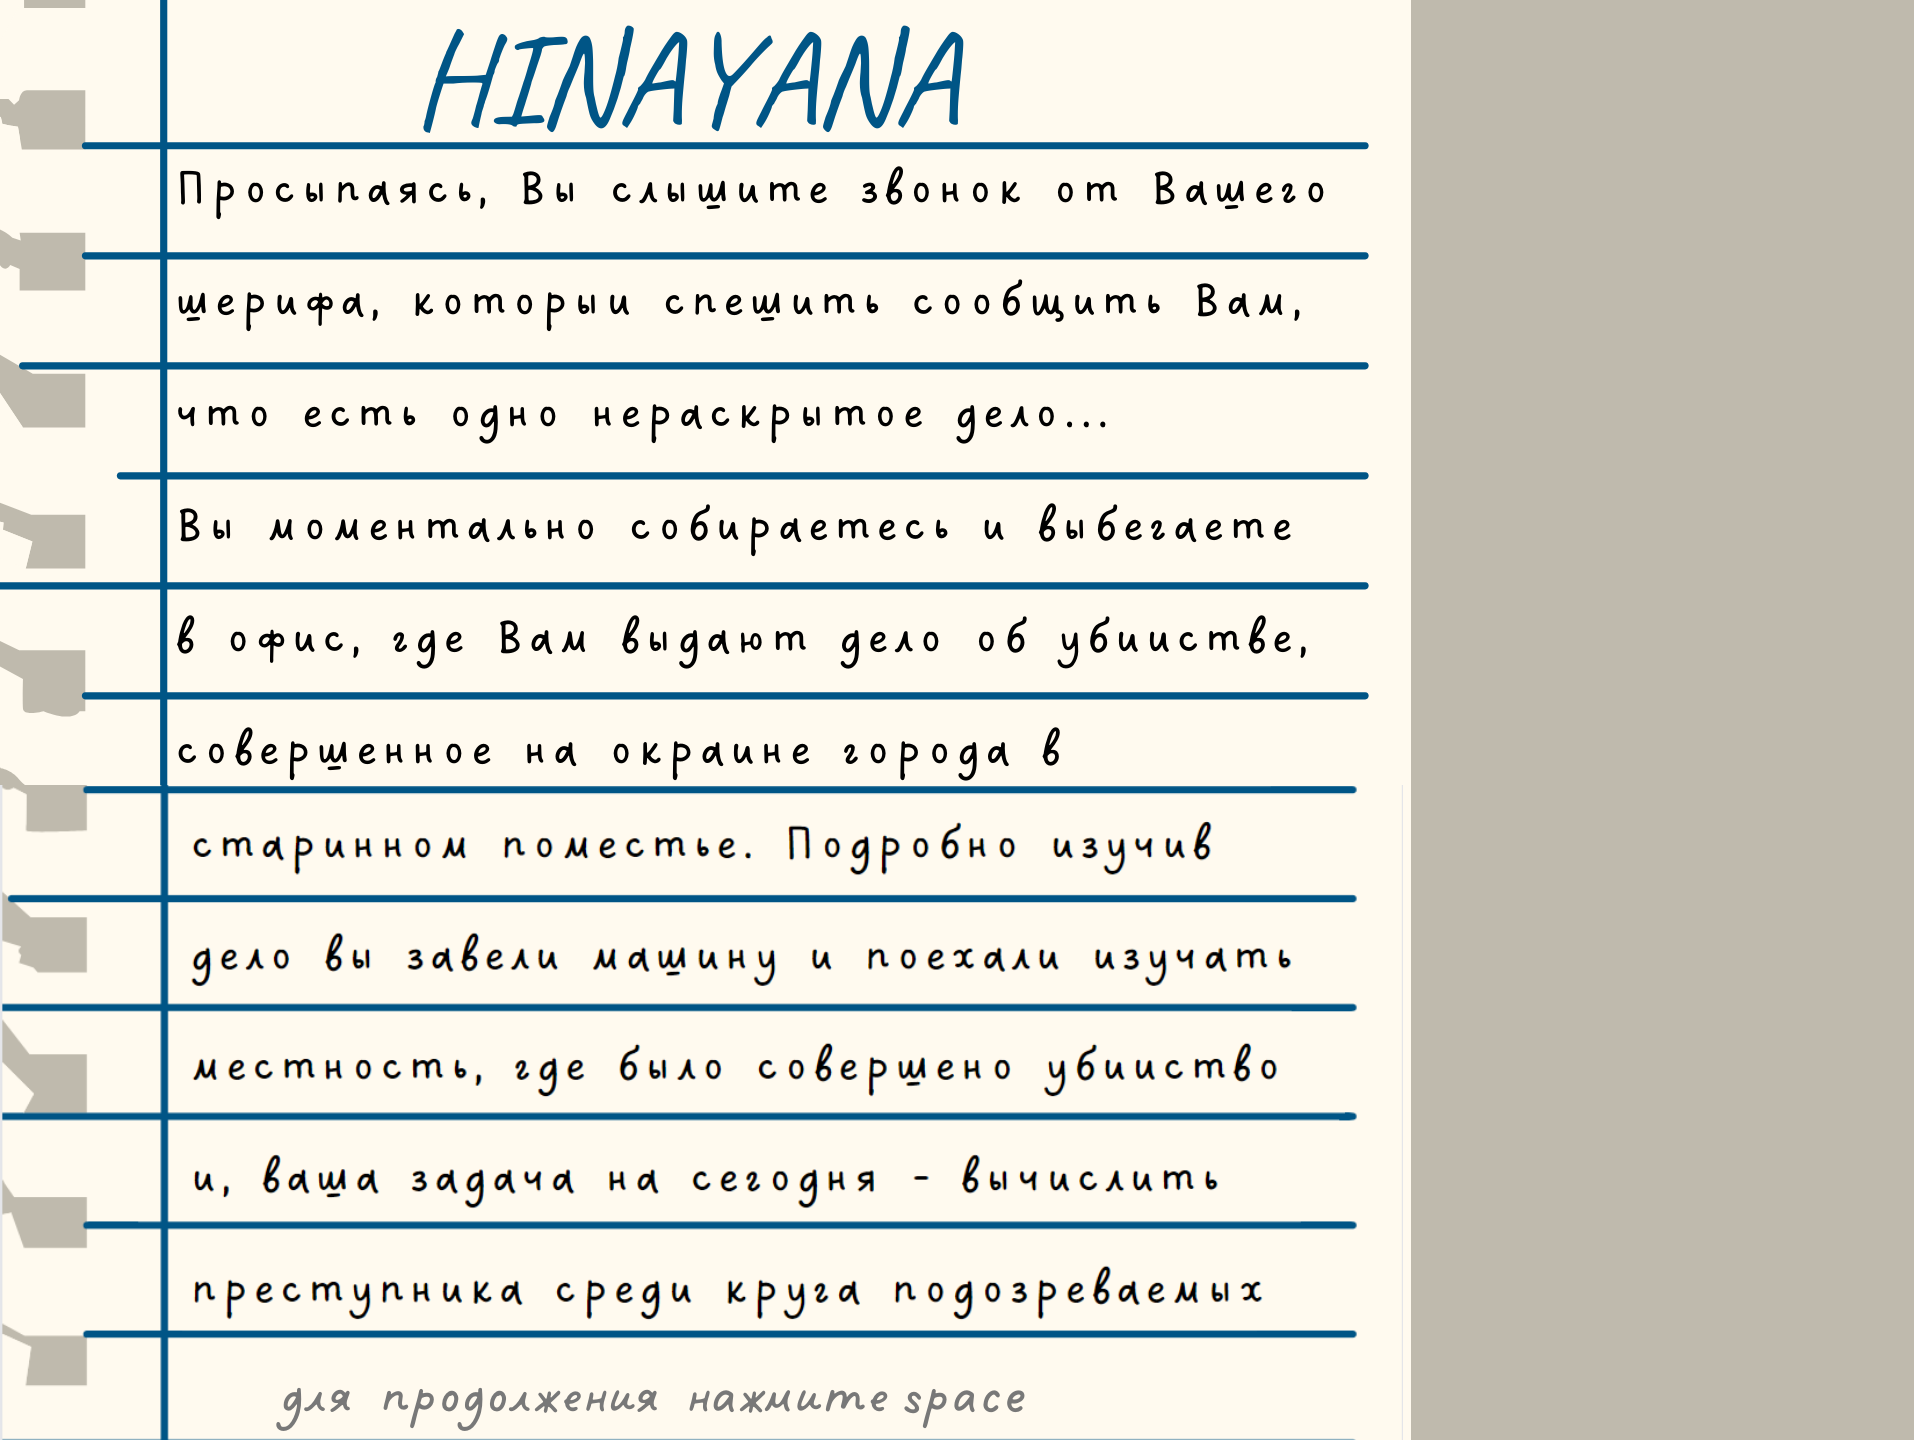 HINAYANA
Просыпаясь, Вы слышите звонок от Вашего
шерифа, которыи спешить сообщить Вам,
что есть одно нераскрытое дело...
Вы моментально собираетесь и выбегаете
в офис, где Вам выдают дело об убиистве,
совершенное на окраине города в
старинном поместье. Подробно изучив
дело вы завели машину и поехали изучать
местность, где было совершено убииство
и, ваша задача на сегодня - вычислить
преступника среди круга подозреваемых
для продолжения нажмите space